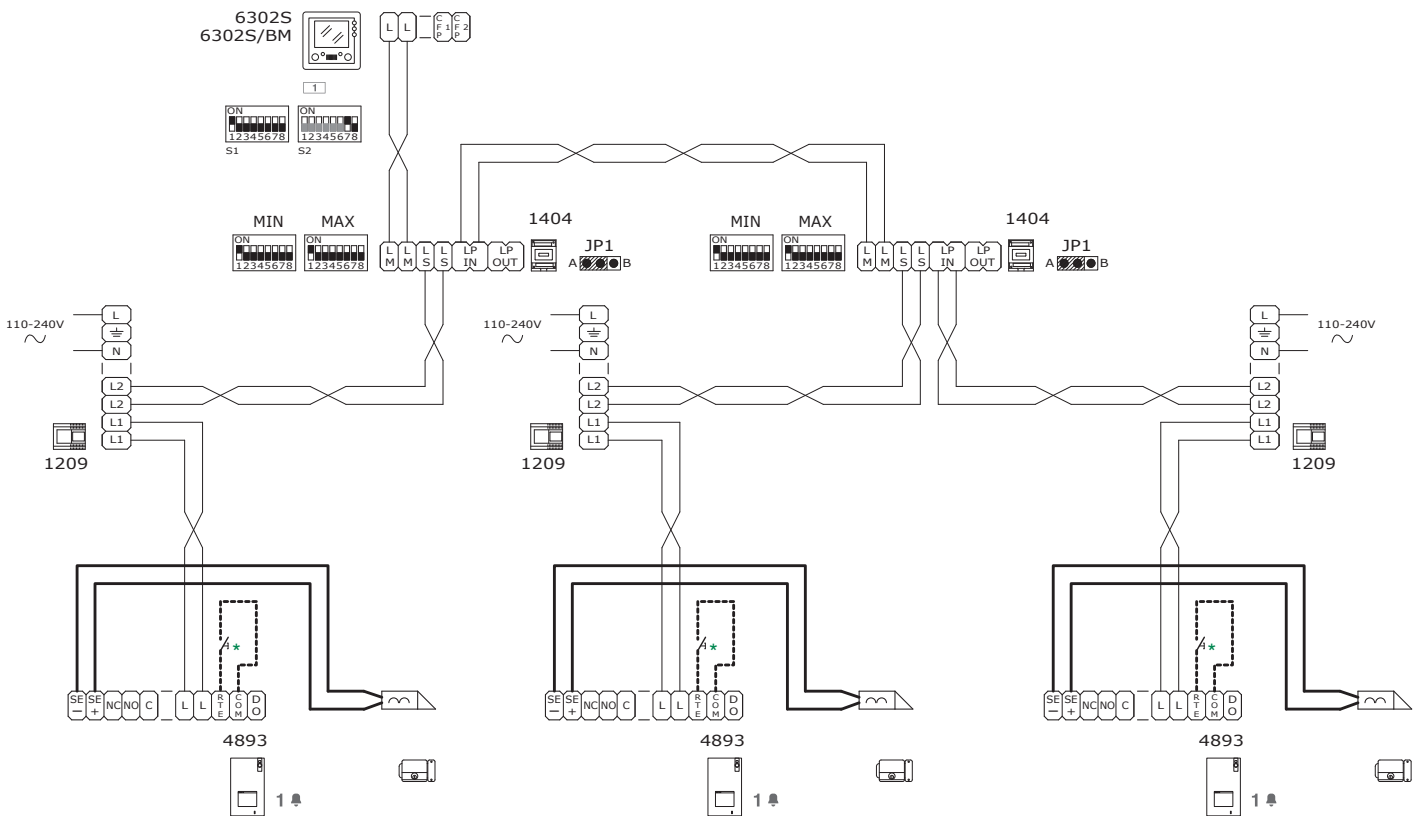 6302S
6302S/BM
L L CFP1 CFP2
1
ON ON
12345678 12345678
S1 S2
MIN MAX 1404 MIN MAX 1404
ON ON ON ON
12345678 12345678 12345678 12345678
LM LM LS LS LP IN LP OUT JP1 A B
LM LM LS LS LP IN LP OUT JP1 A B
110-240V L 110-240V L L 110-240V
N N N
L2 L2 L2
L2 L2 L2
L1 L1 L1
L1 L1 L1
1209 1209 1209
* * *
SE - SE + NC NO C L L RTE COM DO
SE - SE + NC NO C L L RTE COM DO
SE - SE + NC NO C L L RTE COM DO
4893 4893 4893
1 1 1